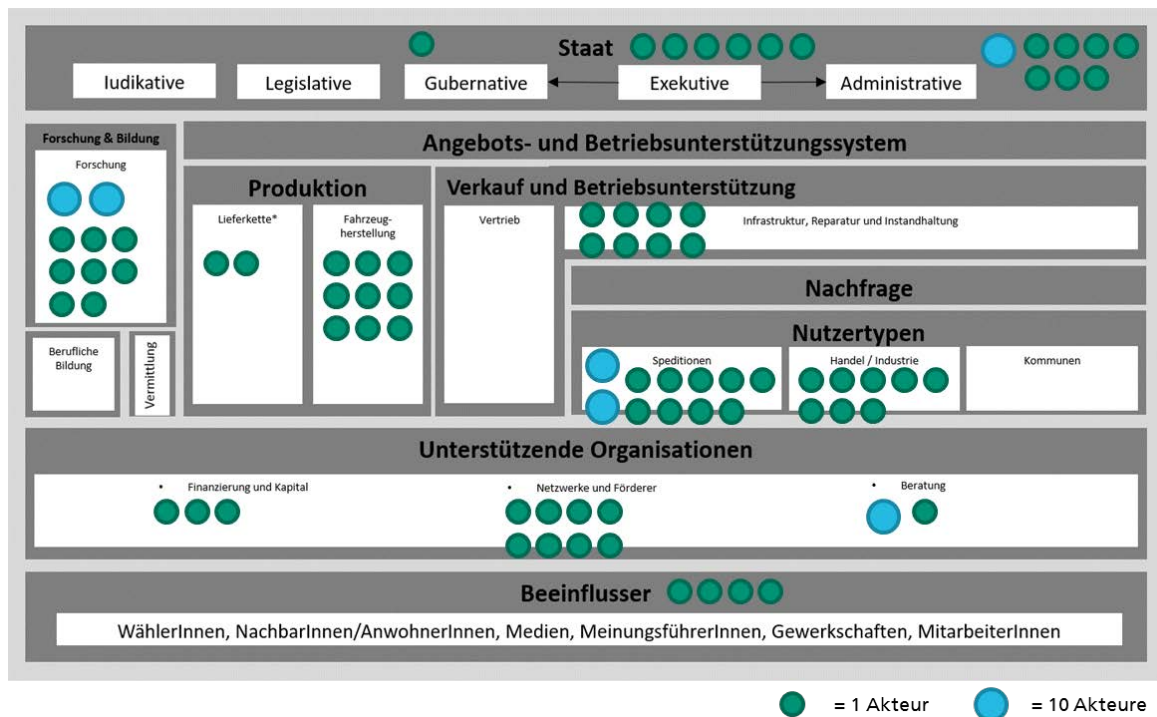 Staat
Iudikative
Legislative
Gubernative
Exekutive
Administrative
Forschung & Bildung
Forschung
Berufliche
Bildung
Vermittlung
Angebots- und Betriebsunterstützungssystem
Produktion
Lieferkette*
Fahrzeug-
herstellung
Verkauf und Betriebsunterstützung
Vertrieb
Infrastruktur, Reparatur und Instandhaltung
Nachfrage
Nutzertypen
Speditionen
Handel / Industrie
Kommunen
Unterstützende Organisationen
• Finanzierung und Kapital
• Netzwerke und Förderer
• Beratung
Beeinflusser
WählerInnen, NachbarInnen/AnwohnerInnen, Medien, MeinungsführerInnen, Gewerkschaften, MitarbeiterInnen
= 1 Akteur
= 10 Akteure